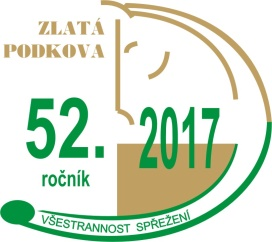 ZLATÁ
PODKOVA
52. 2017
ročník
VŠESTRANNOST SPŘEŽENÍ